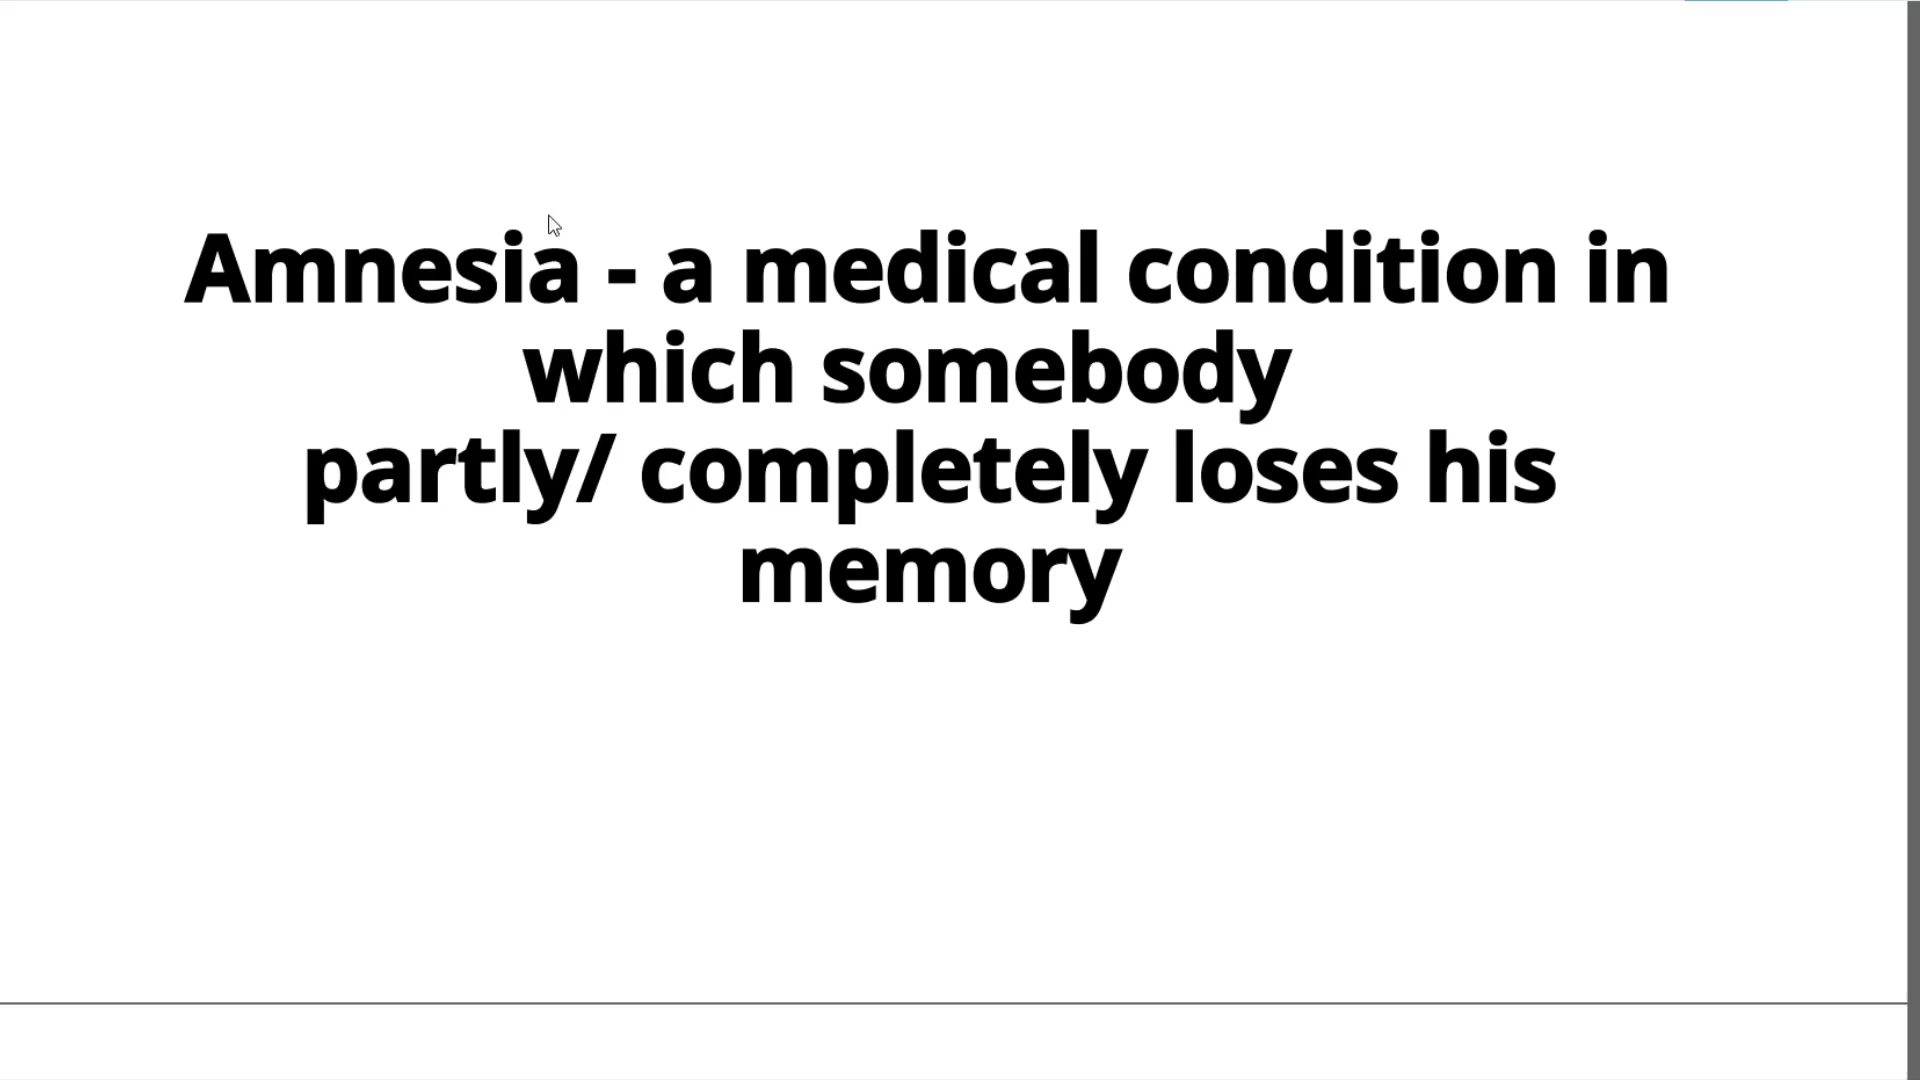 Amnesia - a medical condition in
which somebody
partly/ completely loses his
memory